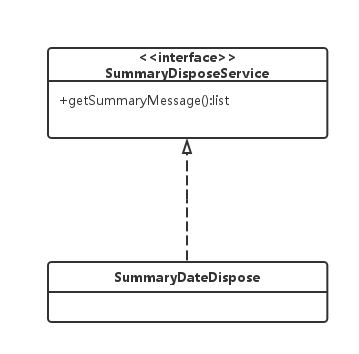 <<interface>>
SummaryDisposeService
+getSummaryMessage():list
SummaryDateDispose